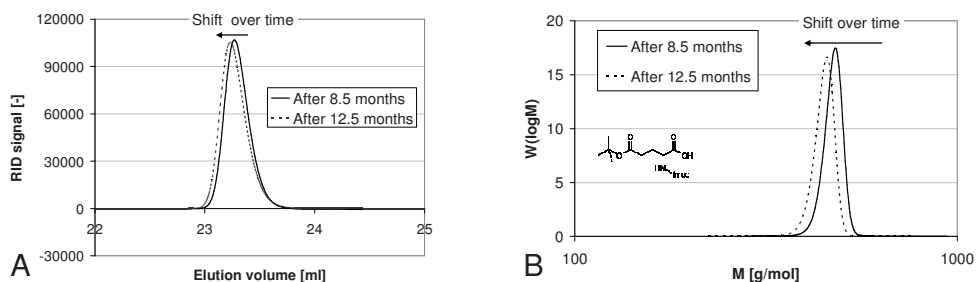 Shift over time
120000
90000
60000
30000
0
-30000
RID signal [-]
After 8.5 months
After 12.5 months
22
23
24
25
Elution volume [ml]
A
Shift over time
20
15
10
5
0
W(logM)
After 8.5 months
After 12.5 months
O
O
O
OH
HN
100
1000
M [g/mol]
B